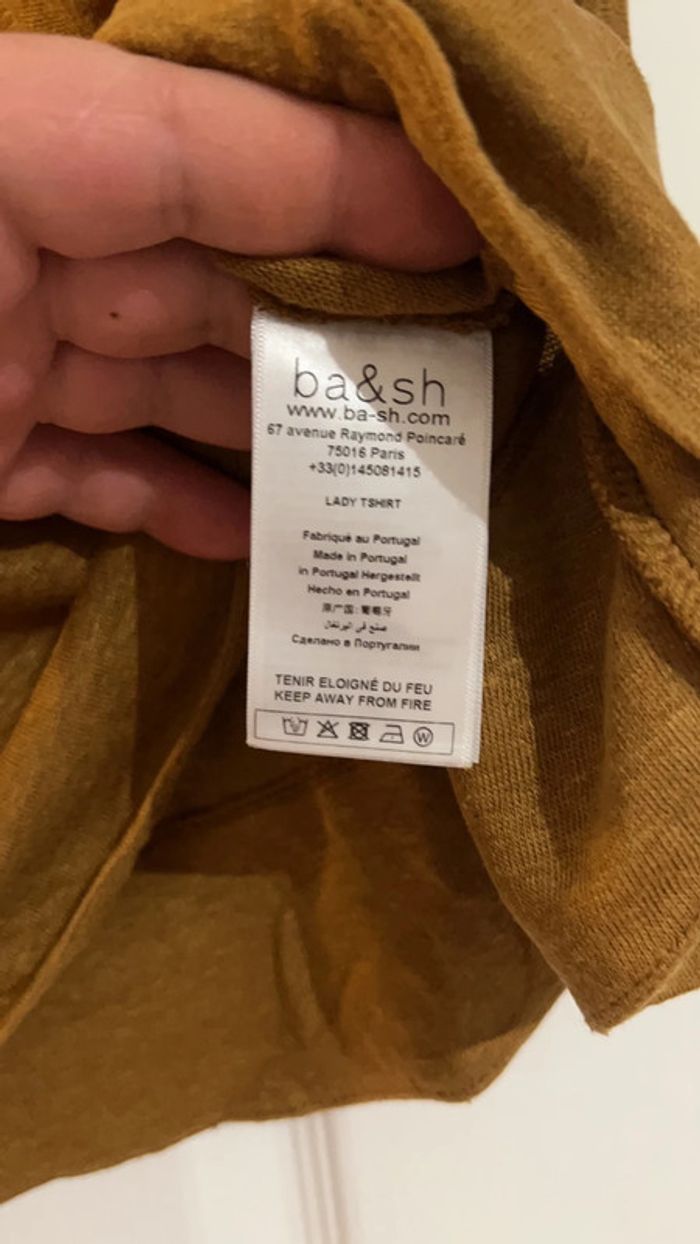 ba&sh
www.ba-sh.com
67 avenue Raymond Poincaré
75016 Paris
+33(0)145081415
LADY TSHIRT
Fabriqué au Portugal
Made in Portugal
in Portugal Hergestellt
Hecho en Portugal
原产国: 葡萄牙
صنع في البرتغال
Сделано в Португалии
TENIR ELOIGNÉ DU FEU
KEEP AWAY FROM FIRE
W